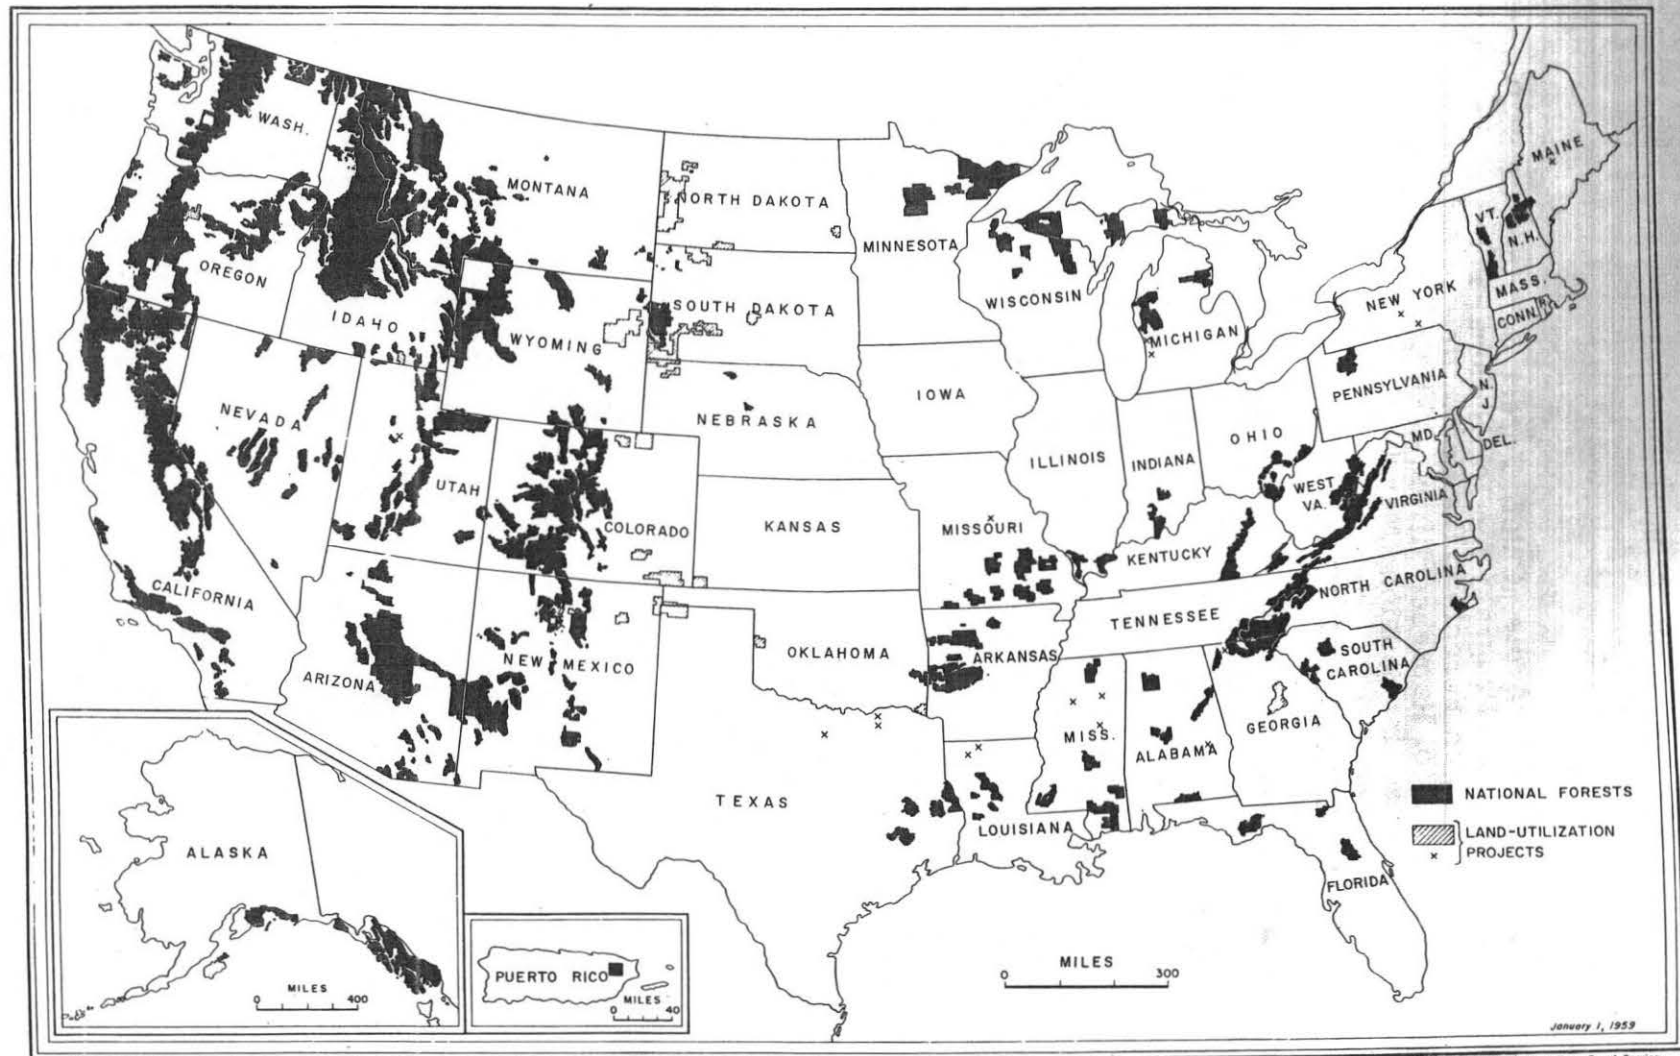 WASH.
MONTANA
NORTH DAKOTA
MINNESOTA
MAINE
VT.
N.H.
OREGON
IDAHO
WYOMING
SOUTH DAKOTA
WISCONSIN
MICHIGAN
NEW YORK
MASS.
CONN.
R.I.
NEVADA
UTAH
COLORADO
NEBRASKA
IOWA
ILLINOIS
INDIANA
OHIO
PENNSYLVANIA
N.
J.
MD.
DEL.
WEST
VA.
VIRGINIA
CALIFORNIA
KANSAS
MISSOURI
KENTUCKY
NORTH CAROLINA
TENNESSEE
ARIZONA
NEW MEXICO
OKLAHOMA
ARKANSAS
SOUTH
CAROLINA
GEORGIA
ALABAMA
MISS.
TEXAS
LOUISIANA
FLORIDA
NATIONAL FORESTS
LAND-UTILIZATION
PROJECTS
ALASKA
MILES
0 400
PUERTO RICO
MILES
0 40
MILES
0 300
January 1, 1959